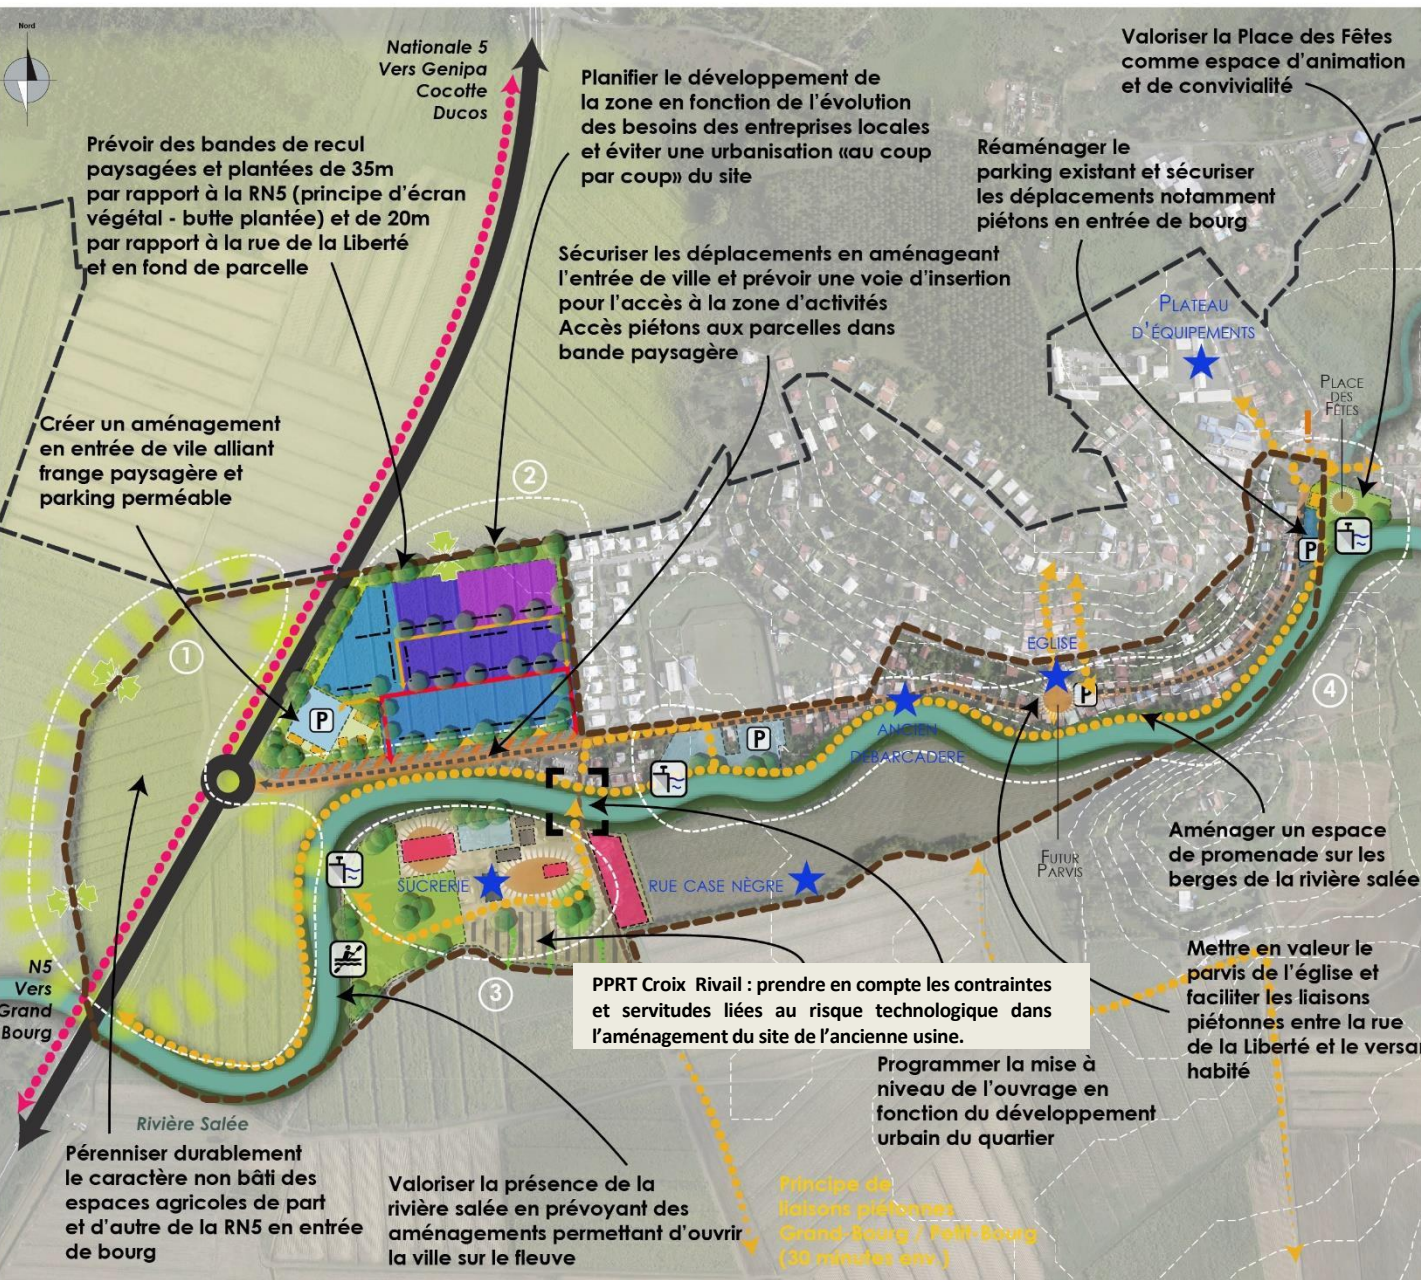 Nord
Nationale 5
Vers Genipa
Cocotte
Ducos
Planifier le développement de
la zone en fonction de l'évolution
des besoins des entreprises locales
et éviter une urbanisation «au coup
par coup» du site
Valoriser la Place des Fêtes
comme espace d'animation
et de convivialité
Prévoir des bandes de recul
paysagées et plantées de 35m
par rapport à la RN5 (principe d'écran
végétal - butte plantée) et de 20m
par rapport à la rue de la Liberté
et en fond de parcelle
Réaménager le
parking existant et sécuriser
les déplacements notamment
piétons en entrée de bourg
Sécuriser les déplacements en aménageant
l'entrée de ville et prévoir une voie d'insertion
pour l'accès à la zone d'activités
Accès piétons aux parcelles dans
bande paysagère
PLATEAU
D'ÉQUIPEMENTS
PLACE
DES
FÊTES
Créer un aménagement
en entrée de vile alliant
frange paysagère et
parking perméable
2
P
1
EGLISE
P
4
P
P
ANCIEN
DEBARCADERE
Aménager un espace
de promenade sur les
berges de la rivière salée
FUTUR
PARVIS
SUCRERIE
RUE CASE NÈGRE
Mettre en valeur le
parvis de l'église et
faciliter les liaisons
piétonnes entre la rue
de la Liberté et le versan
habité
N5
Vers
Grand
Bourg
3
PPRT Croix Rivail : prendre en compte les contraintes
et servitudes liées au risque technologique dans
l'aménagement du site de l'ancienne usine.
Programmer la mise à
niveau de l'ouvrage en
fonction du développement
urbain du quartier
Rivière Salée
Pérenniser durablement
le caractère non bâti des
espaces agricoles de part
et d'autre de la RN5 en entrée
de bourg
Valoriser la présence de la
rivière salée en prévoyant des
aménagements permettant d'ouvrir
la ville sur le fleuve
Principe de
liaisons piétonnes
Grand-Bourg / Petit-Bourg
(30 minutes env.)